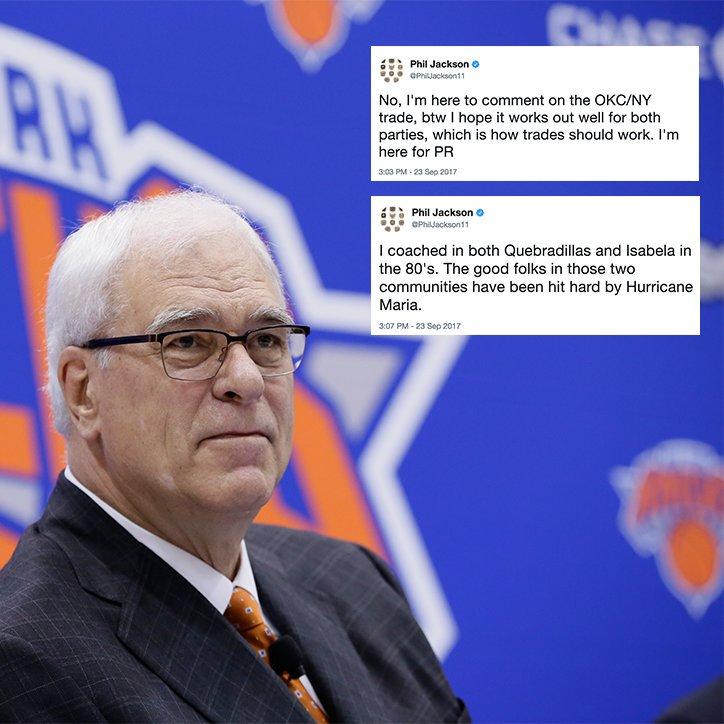 RK
CHASE
Phil Jackson
@PhilJackson11
No, I'm here to comment on the OKC/NY
trade, btw I hope it works out well for both
parties, which is how trades should work. I'm
here for PR
3:03 PM - 23 Sep 2017
Phil Jackson
@PhilJackson11
I coached in both Quebradillas and Isabela in
the 80's. The good folks in those two
communities have been hit hard by Hurricane
Maria.
3:07 PM - 23 Sep 2017